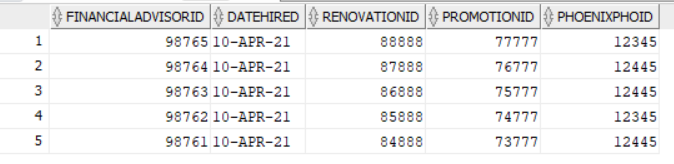 FINANCIALADVISORID DATEHIRED RENOVATIONID PROMOTIONID PHOENIXPHOID
1 98765 10-APR-21 88888 77777 12345
2 98764 10-APR-21 87888 76777 12445
3 98763 10-APR-21 86888 75777 12445
4 98762 10-APR-21 85888 74777 12345
5 98761 10-APR-21 84888 73777 12445